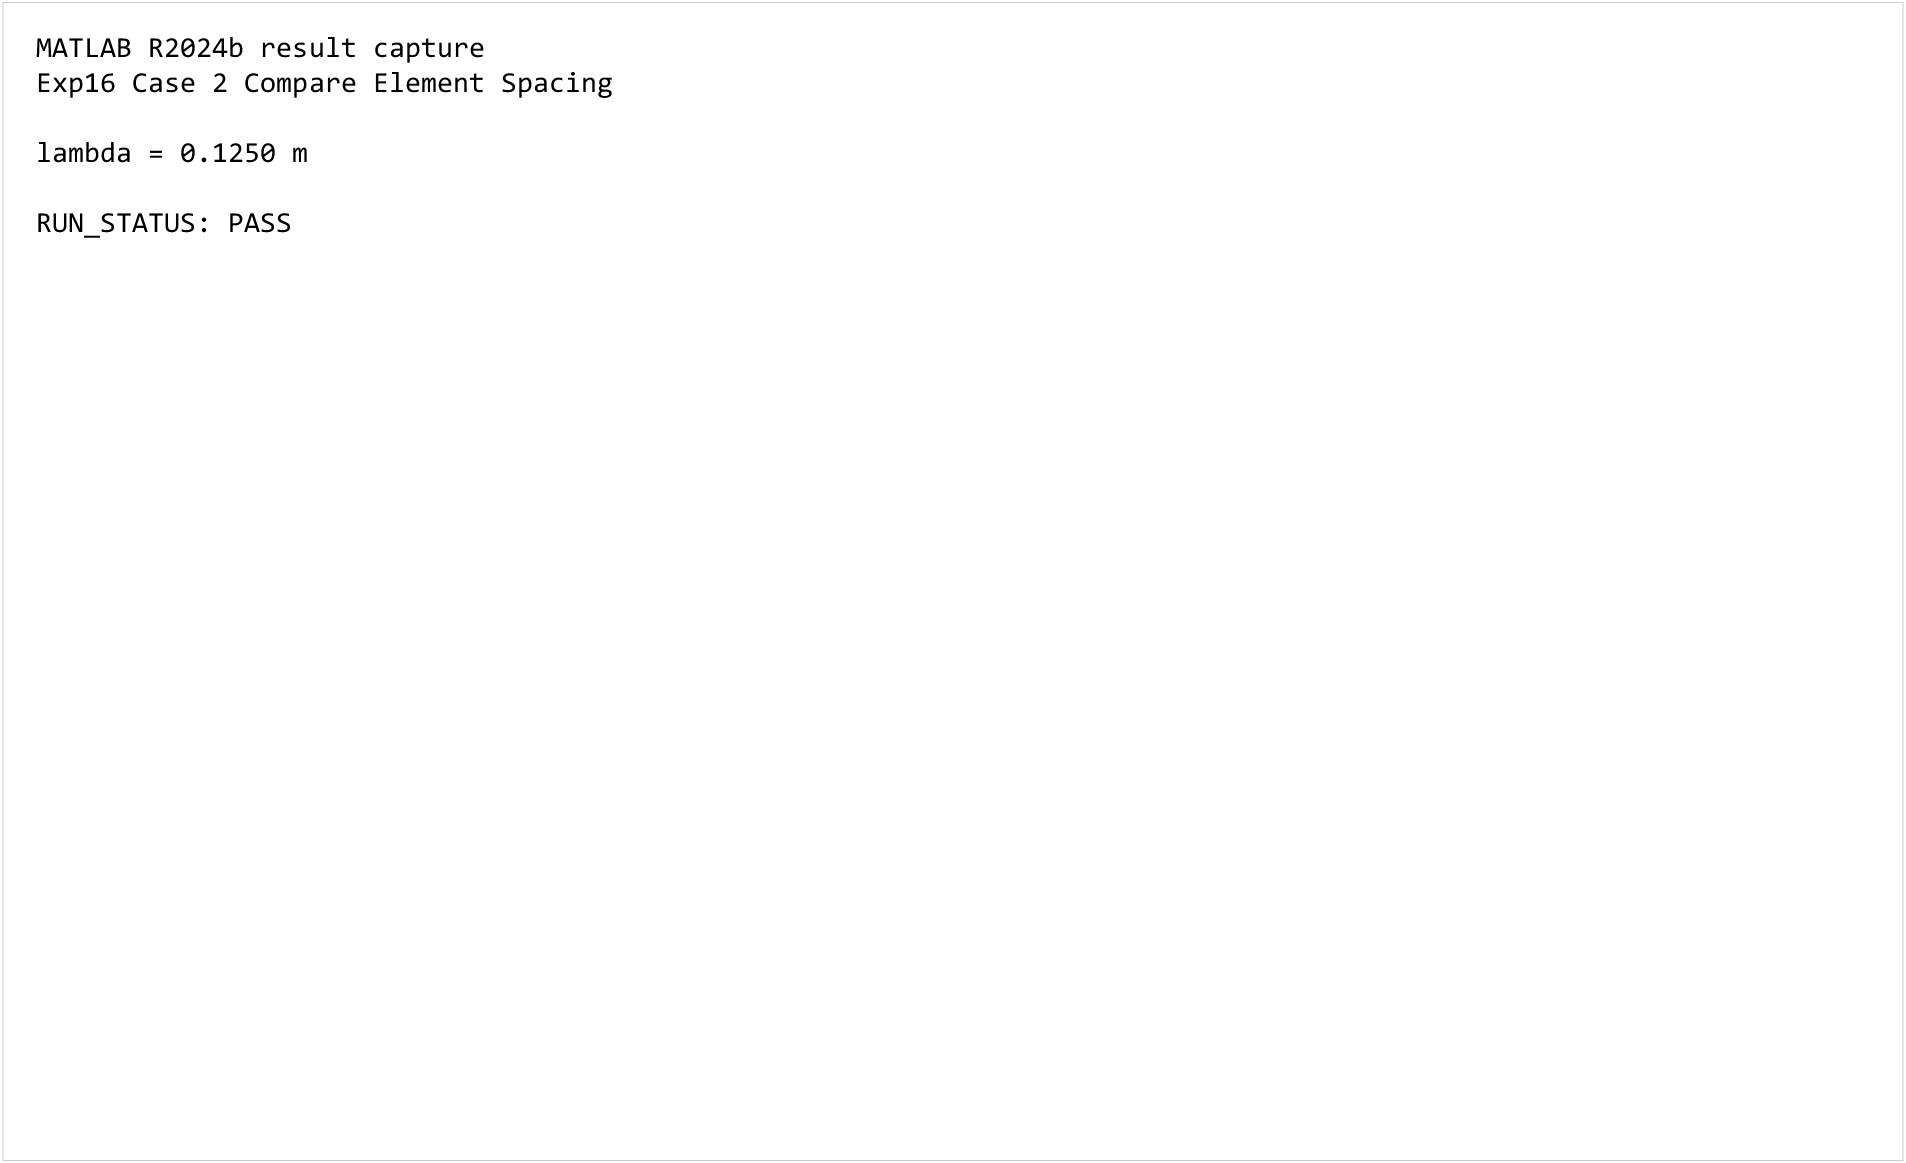 MATLAB R2024b result capture
Exp16 Case 2 Compare Element Spacing
lambda = 0.1250 m
RUN_STATUS: PASS